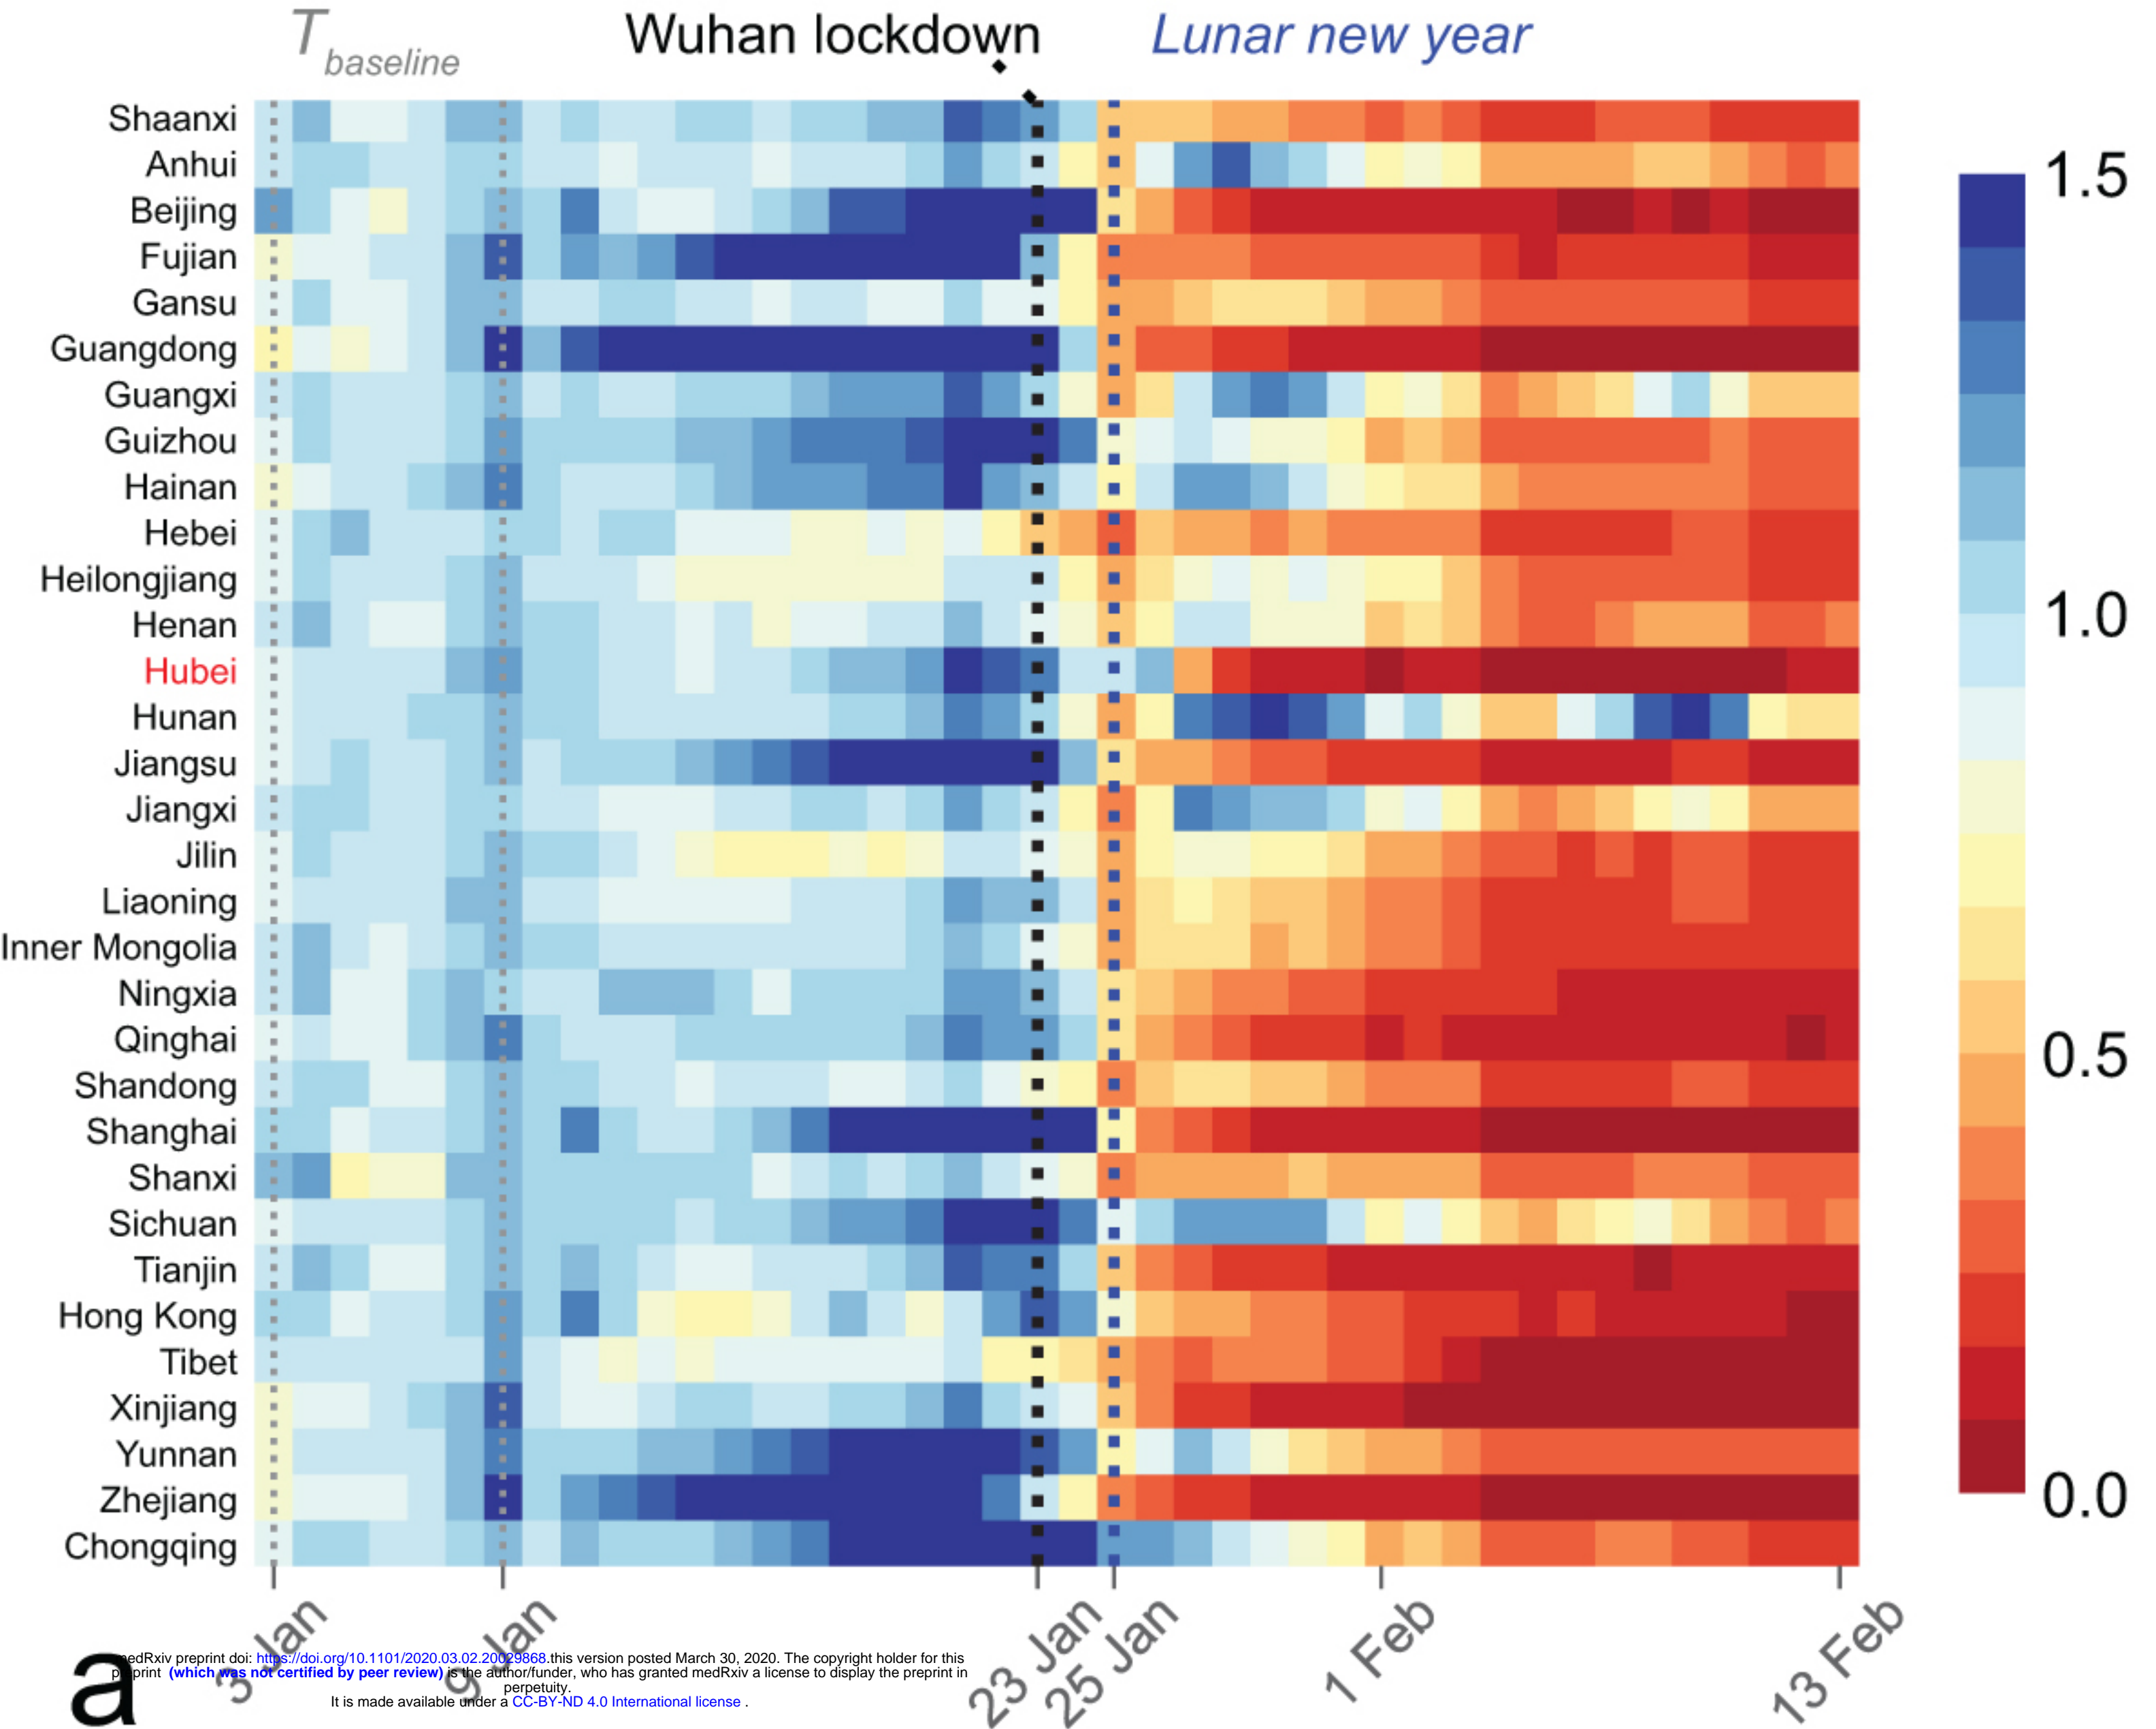 T baseline
Wuhan lockdown
Lunar new year
Shaanxi
Anhui
Beijing
Fujian
Gansu
Guangdong
Guangxi
Guizhou
Hainan
Hebei
Heilongjiang
Henan
Hubei
Hunan
Jiangsu
Jiangxi
Jilin
Liaoning
Inner Mongolia
Ningxia
Qinghai
Shandong
Shanghai
Shanxi
Sichuan
Tianjin
Hong Kong
Tibet
Xinjiang
Yunnan
Zhejiang
Chongqing
1.5
1.0
0.5
0.0
3 Jan
9 Jan
23 Jan
25 Jan
1 Feb
13 Feb
a
medRxiv preprint doi: https://doi.org/10.1101/2020.03.02.20029868.this version posted March 30, 2020. The copyright holder for this
preprint (which was not certified by peer review) is the author/funder, who has granted medRxiv a license to display the preprint in
perpetuity.
It is made available under a CC-BY-ND 4.0 International license .